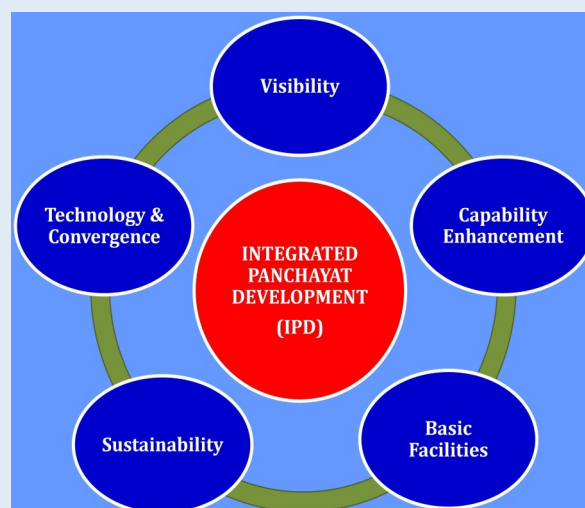 Visibility
Technology &
Convergence
Capability
Enhancement
INTEGRATED
PANCHAYAT
DEVELOPMENT
(IPD)
Sustainability
Basic
Facilities